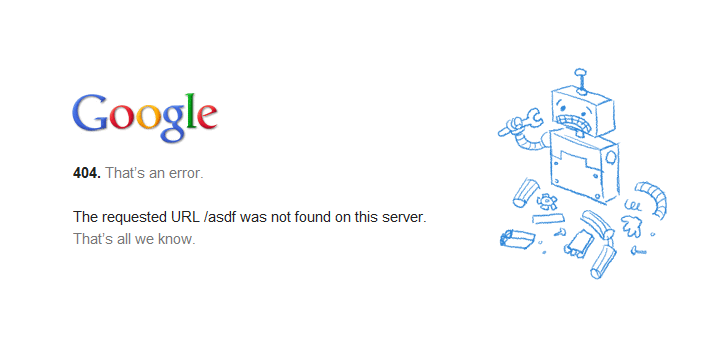 Google
404. That's an error.
The requested URL /asdf was not found on this server.
That's all we know.